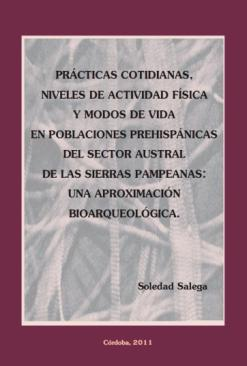 PRÁCTICAS COTIDIANAS,
NIVELES DE ACTIVIDAD FÍSICA
Y MODOS DE VIDA
EN POBLACIONES PREHISPÁNICAS
DEL SECTOR AUSTRAL
DE LAS SIERRAS PAMPEANAS:
UNA APROXIMACIÓN
BIOARQUEOLÓGICA.
Soledad Salega
Córdoba, 2011